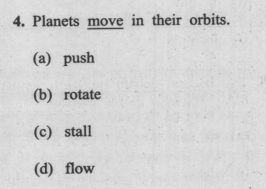 4. Planets move in their orbits.
(a) push
(b) rotate
(c) stall
(d) flow